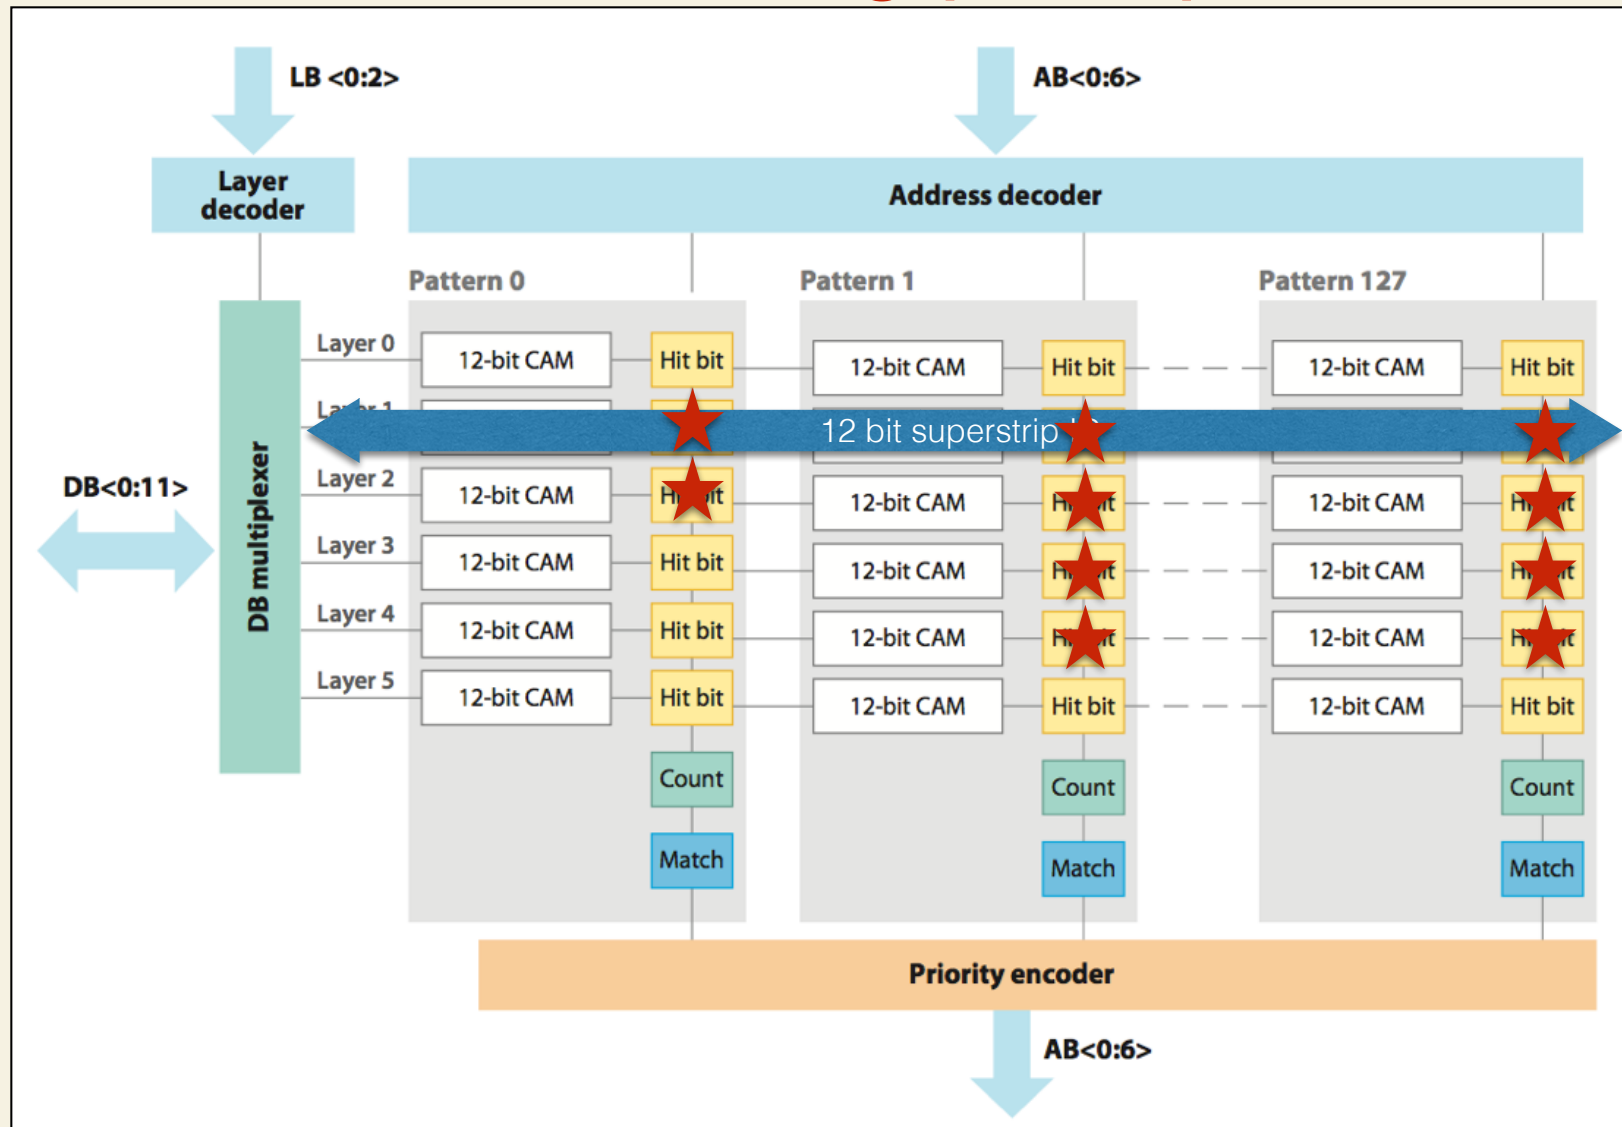 LB <0:2>
AB<0:6>
Layer
decoder
Address decoder
Pattern 0
Pattern 1
Pattern 127
DB multiplexer
DB<0:11>
Layer 0
12-bit CAM
Hit bit
12-bit CAM
Hit bit
12-bit CAM
Hit bit
12 bit superstrip
Layer 2
12-bit CAM
12-bit CAM
12-bit CAM
Layer 3
12-bit CAM
Hit bit
12-bit CAM
12-bit CAM
Layer 4
12-bit CAM
Hit bit
12-bit CAM
12-bit CAM
Layer 5
12-bit CAM
Hit bit
12-bit CAM
Hit bit
12-bit CAM
Hit bit
Count
Count
Count
Match
Match
Match
Priority encoder
AB<0:6>